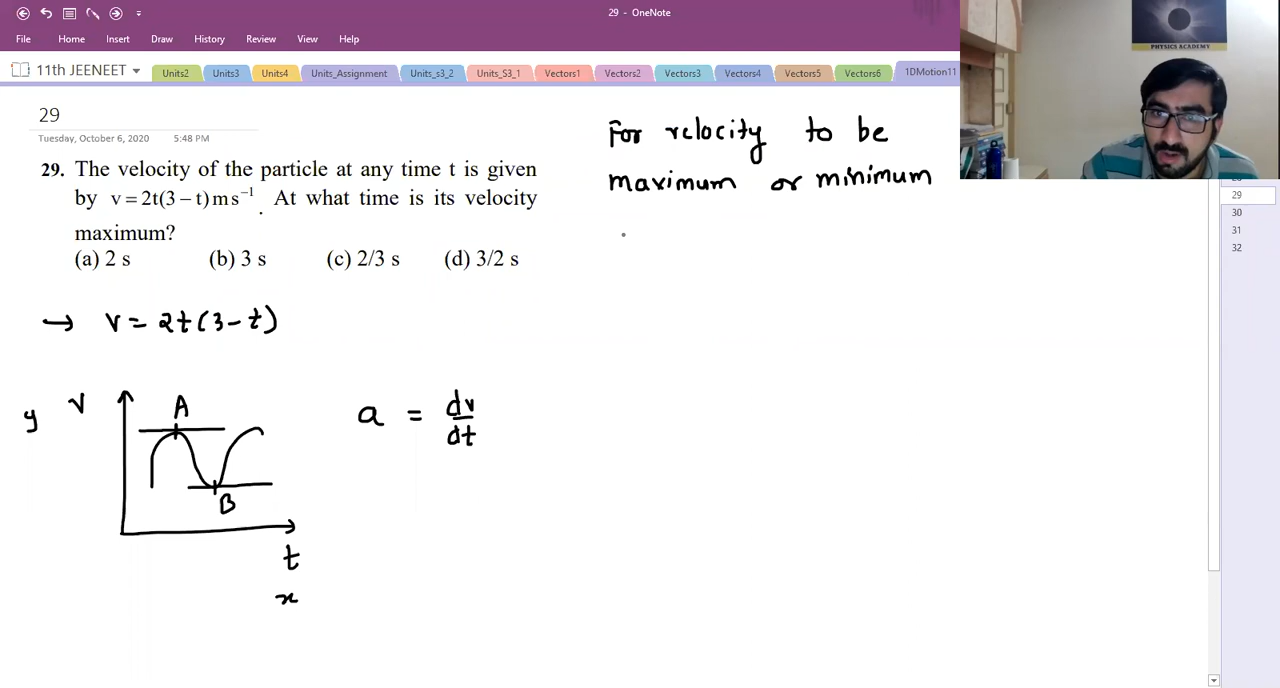 29 - OneNote
File Home Insert Draw History Review View Help
11th JEENEET Units2 Units3 Units4 Units_Assignment Units_s3_2 Units_S3_1 Vectors1 Vectors2 Vectors3 Vectors4 Vectors5 Vectors6 1DMotion11
PHYSICS ACADEMY
29
Tuesday, October 6, 2020 5:48 PM
29. The velocity of the particle at any time t is given
by v = 2t(3 − t) m s⁻¹. At what time is its velocity
maximum?
(a) 2 s (b) 3 s (c) 2/3 s (d) 3/2 s
→ v = 2t(3-t)
y v A B t x
a = dv/dt
For velocity to be
maximum or minimum
29
30
31
32